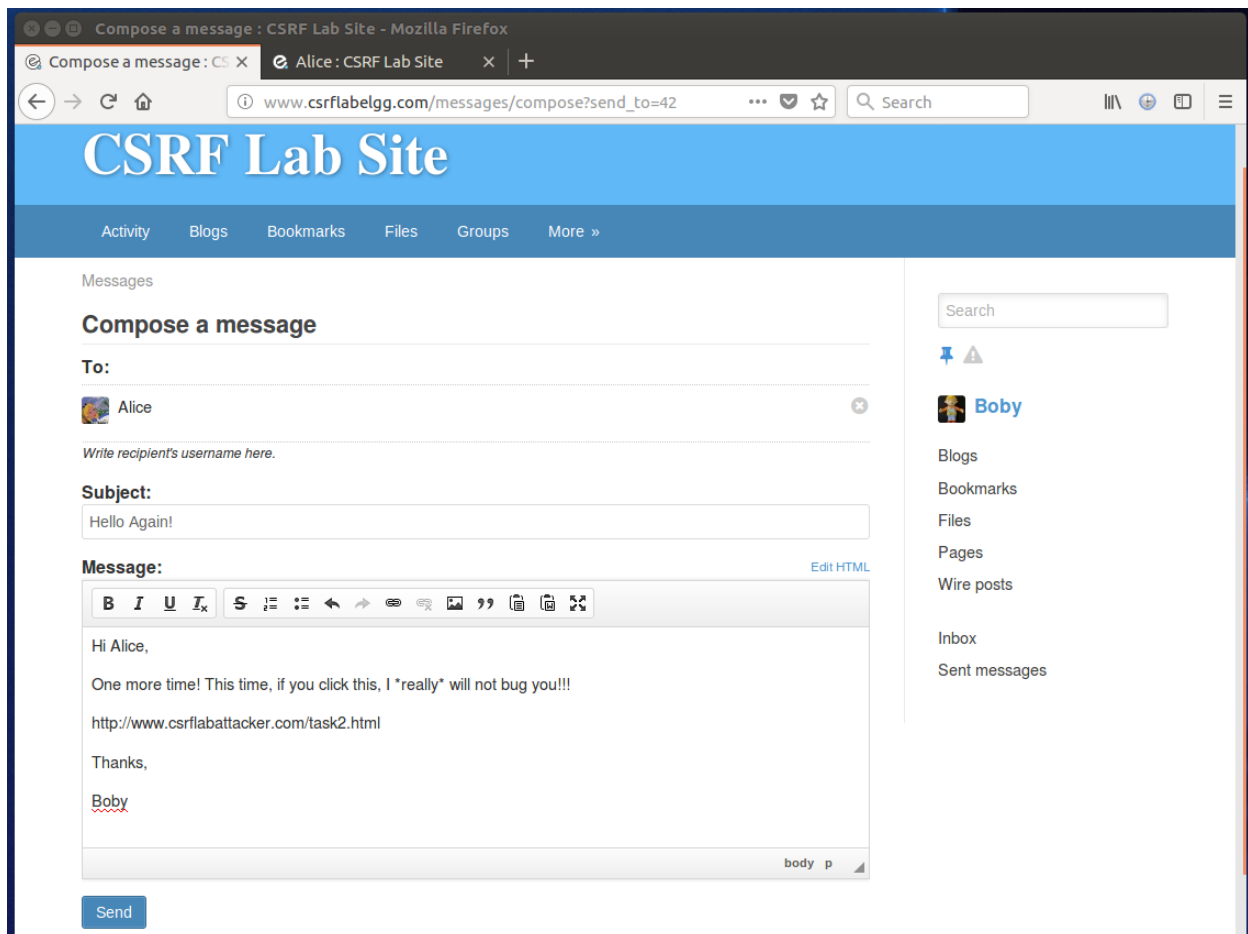 Compose a message : CSRF Lab Site - Mozilla Firefox
Compose a message : CS Alice : CSRF Lab Site
www.csrflabelgg.com/messages/compose?send_to=42 Search
CSRF Lab Site
Activity Blogs Bookmarks Files Groups More »
Messages
Search
Compose a message
To:
Alice
Boby
Write recipient's username here.
Blogs
Subject:
Bookmarks
Hello Again!
Files
Pages
Message: Edit HTML
Wire posts
B I U Ix S
Hi Alice,
Inbox
One more time! This time, if you click this, I *really* will not bug you!!!
Sent messages
http://www.csrflabattacker.com/task2.html
Thanks,
Boby
body p
Send